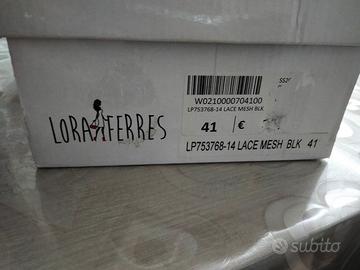 LORA FERRES
W0210000704100
LP753768-14 LACE MESH BLK
41 €
LP753768-14 LACE MESH BLK 41
subito